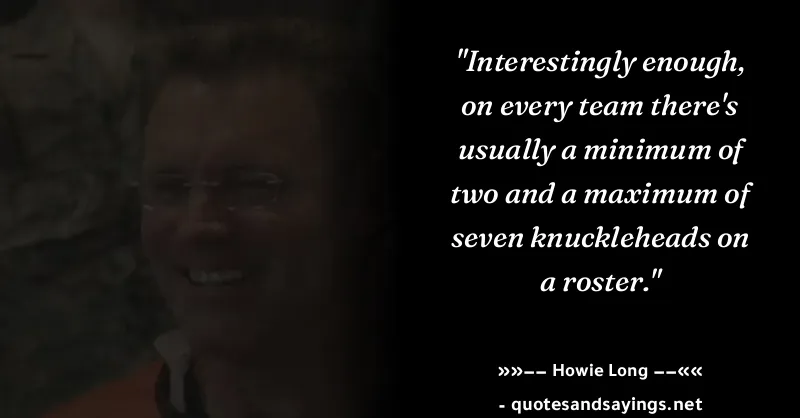 "Interestingly enough,
on every team there's
usually a minimum of
two and a maximum of
seven knuckleheads on
a roster."
»»−− Howie Long −−««
- quotesandsayings.net